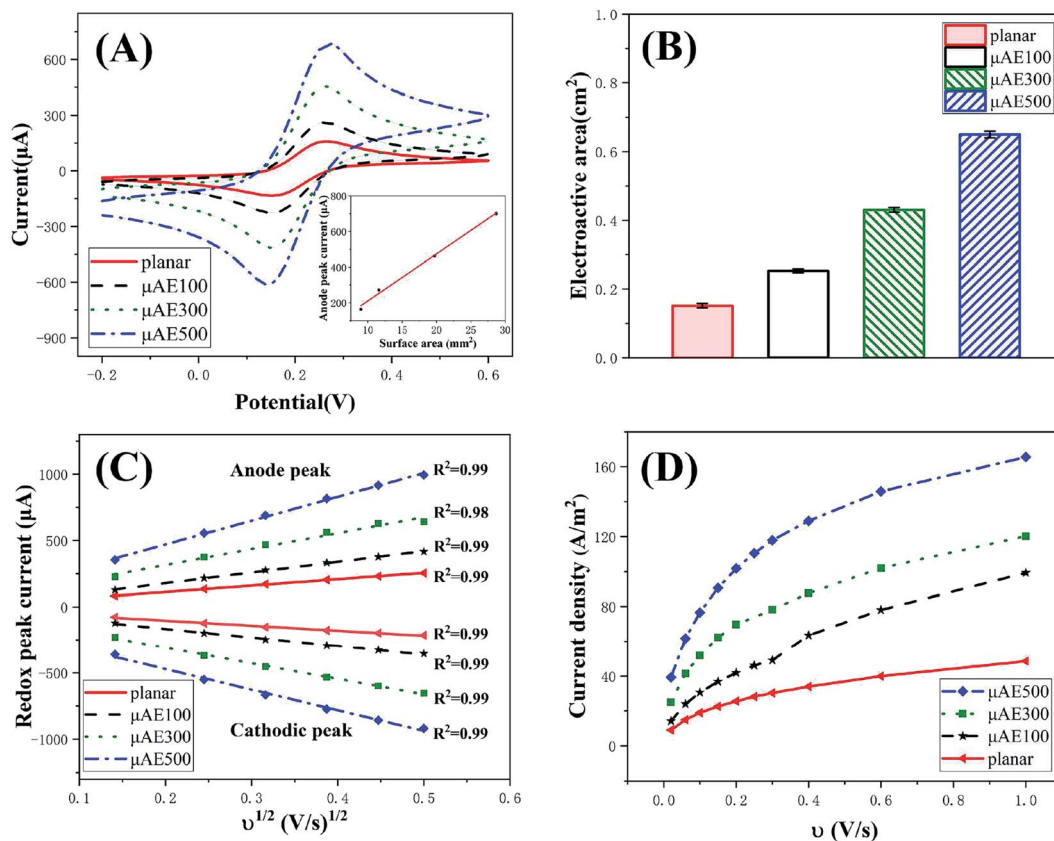 (A)
Current(μA)
600
300
0
-300
-600
-900
-0.2
0.0
0.2
0.4
0.6
Potential(V)
planar
μAE100
μAE300
μAE500
Anode peak current (μA)
800
600
400
200
10
15
20
25
30
Surface area (mm²)
(B)
Electroactive area(cm²)
1.0
0.8
0.6
0.4
0.2
0.0
planar
μAE100
μAE300
μAE500
(C)
Redox peak current (μA)
1000
500
0
-500
-1000
Anode peak
R²=0.99
R²=0.98
R²=0.99
R²=0.99
R²=0.99
R²=0.99
R²=0.99
R²=0.99
Cathodic peak
planar
μAE100
μAE300
μAE500
0.1
0.2
0.3
0.4
0.5
0.6
υ^1/2 (V/s)^1/2
(D)
Current density (A/m²)
160
120
80
40
0
μAE500
μAE300
μAE100
planar
0.0
0.2
0.4
0.6
0.8
1.0
υ (V/s)